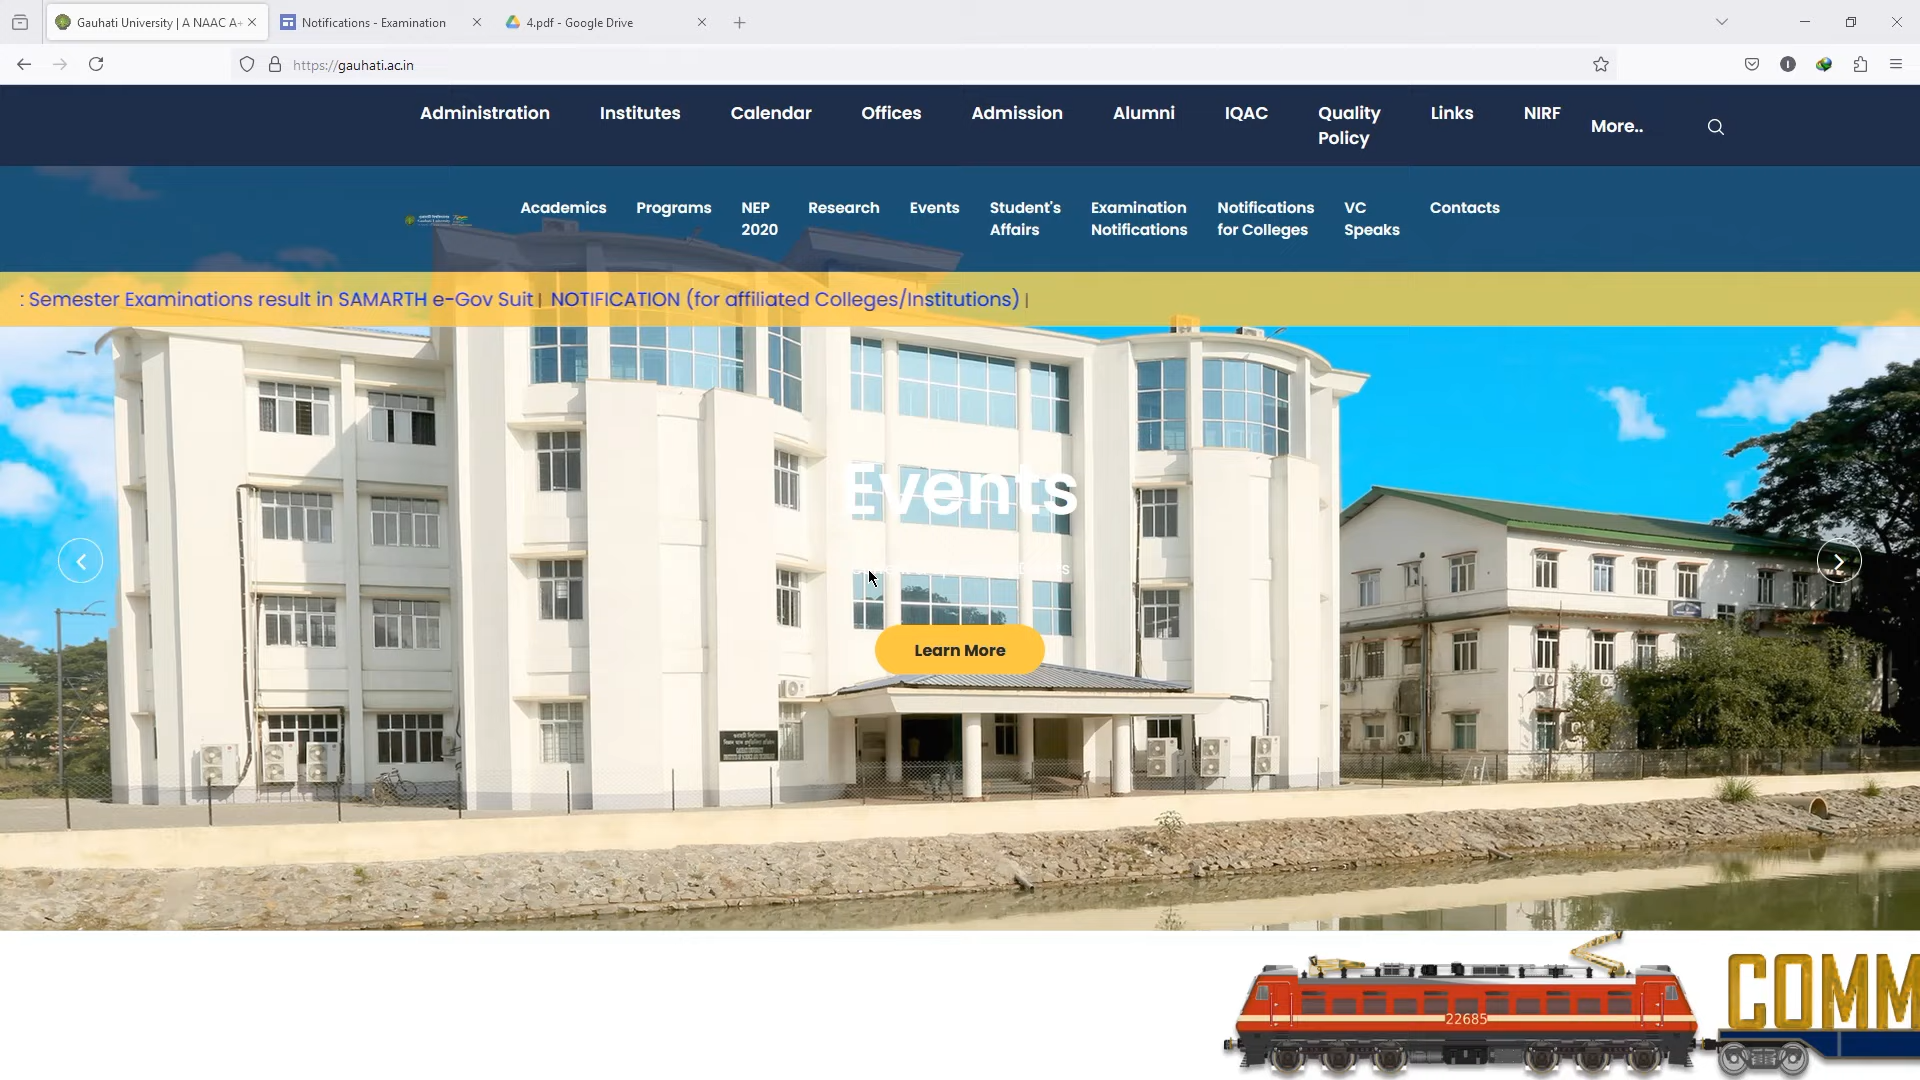 Gauhati University | A NAAC A+
Notifications - Examination
4.pdf - Google Drive
https://gauhati.ac.in
Administration
Institutes
Calendar
Offices
Admission
Alumni
IQAC
Quality
Policy
Links
NIRF
More..
Academics
Programs
NEP
2020
Research
Events
Student's
Affairs
Examination
Notifications
Notifications
for Colleges
VC
Speaks
Contacts
: Semester Examinations result in SAMARTH e-Gov Suit | NOTIFICATION (for affiliated Colleges/Institutions) |
Events
Learn More
22685
COMM